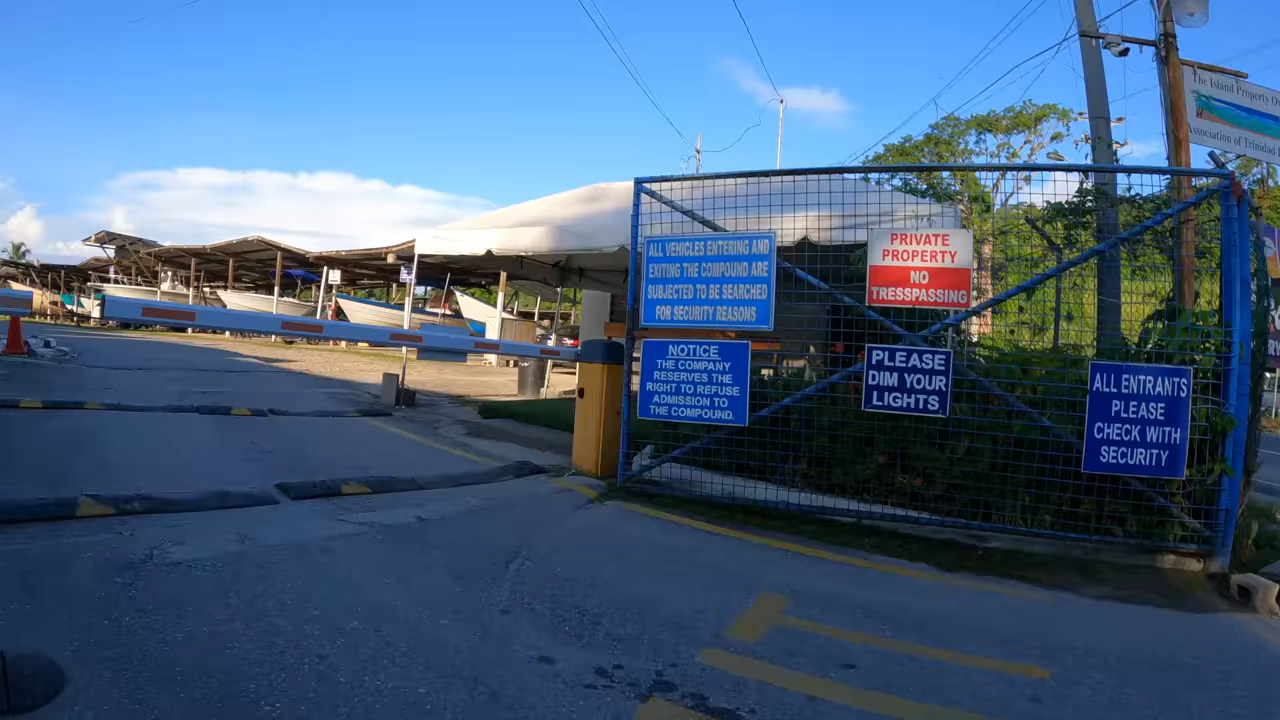 ALL VEHICLES ENTERING AND
EXITING THE COMPOUND ARE
SUBJECTED TO BE SEARCHED
FOR SECURITY REASONS
NOTICE
THE COMPANY
RESERVES THE
RIGHT TO REFUSE
ADMISSION TO
THE COMPOUND.
PRIVATE
PROPERTY
NO
TRESSPASSING
PLEASE
DIM YOUR
LIGHTS
ALL ENTRANTS
PLEASE
CHECK WITH
SECURITY
The Island Property
Association of Trinidad